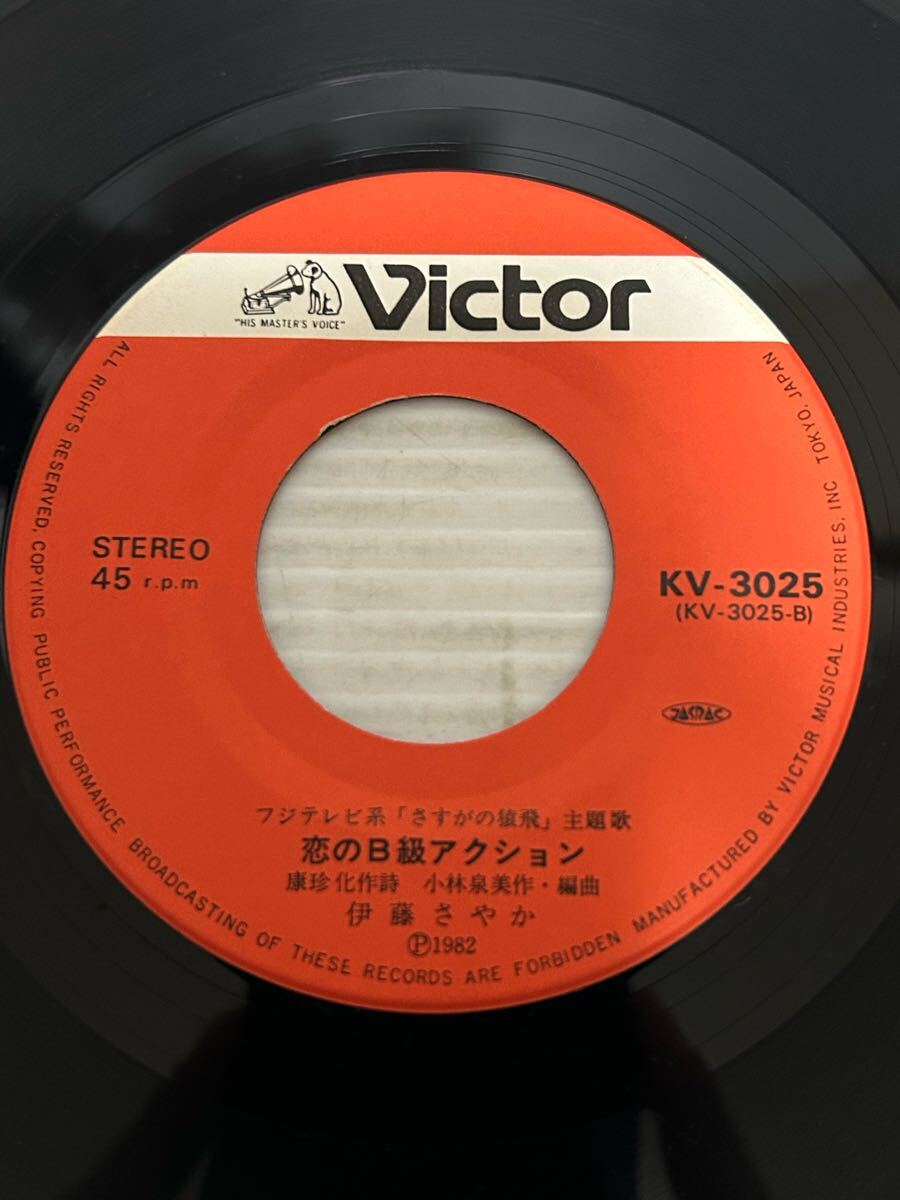 Victor
"HIS MASTER'S VOICE"
STEREO
45 r.p.m
KV-3025
(KV-3025-B)
JASRAC
フジテレビ系「さすがの猿飛」主題歌
恋のB級アクション
康珍化作詩 小林泉美作・編曲
伊藤さやか
Ⓟ1982
ALL RIGHTS RESERVED, COPYING PUBLIC PERFORMANCE BROADCASTING OF THESE RECORDS ARE FORBIDDEN MANUFACTURED BY VICTOR MUSICAL INDUSTRIES, INC TOKYO, JAPAN